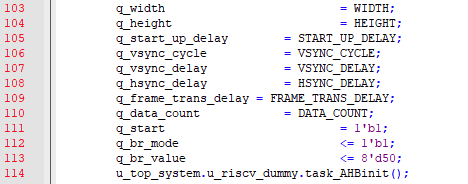 103 q_width = WIDTH;
104 q_height = HEIGHT;
105 q_start_up_delay = START_UP_DELAY;
106 q_vsync_cycle = VSYNC_CYCLE;
107 q_vsync_delay = VSYNC_DELAY;
108 q_hsync_delay = HSYNC_DELAY;
109 q_frame_trans_delay = FRAME_TRANS_DELAY;
110 q_data_count = DATA_COUNT;
111 q_start = 1'b1;
112 q_br_mode <= 1'b1;
113 q_br_value <= 8'd50;
114 u_top_system.u_riscv_dummy.task_AHBinit();